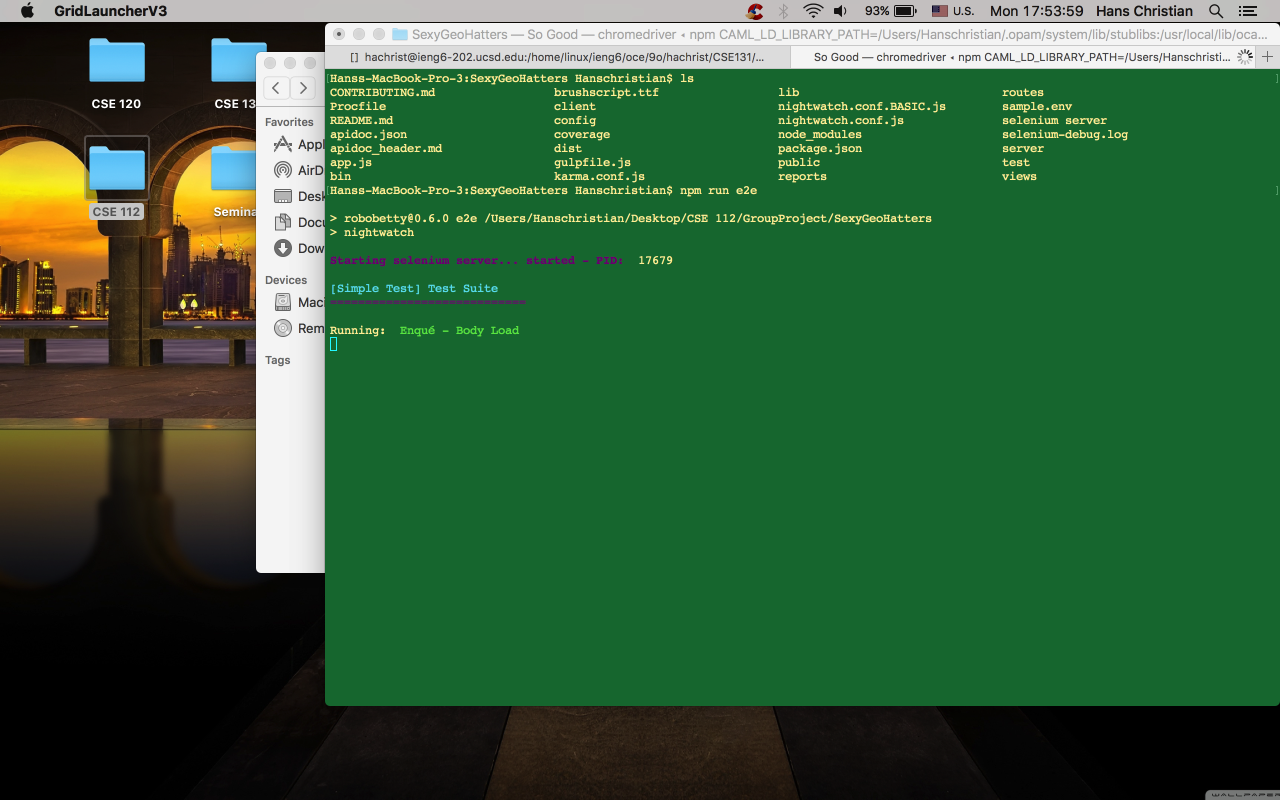 GridLauncherV3 93% U.S. Mon 17:53:59 Hans Christian
CSE 120
CSE 13
CSE 112
Semina
Favorites
Appl
AirD
Desk
Docu
Dow
Devices
Maci
Rem
Tags
SexyGeoHatters — So Good — chromedriver ◂ npm CAML_LD_LIBRARY_PATH=/Users/Hanschristian/.opam/system/lib/stublibs:/usr/local/lib/oca...
[] hachrist@ieng6-202.ucsd.edu:/home/linux/ieng6/oce/9o/hachrist/CSE131/...
So Good — chromedriver ◂ npm CAML_LD_LIBRARY_PATH=/Users/Hanschristi...
[Hanss-MacBook-Pro-3:SexyGeoHatters Hanschristian$ ls ]
CONTRIBUTING.md brushscript.ttf lib routes
Procfile client nightwatch.conf.BASIC.js sample.env
README.md config nightwatch.conf.js selenium server
apidoc.json coverage node_modules selenium-debug.log
apidoc_header.md dist package.json server
app.js gulpfile.js public test
bin karma.conf.js reports views
[Hanss-MacBook-Pro-3:SexyGeoHatters Hanschristian$ npm run e2e ]
> robobetty@0.6.0 e2e /Users/Hanschristian/Desktop/CSE 112/GroupProject/SexyGeoHatters
> nightwatch
Starting selenium server... started - PID: 17679
[Simple Test] Test Suite
============================
Running: Enqué - Body Load